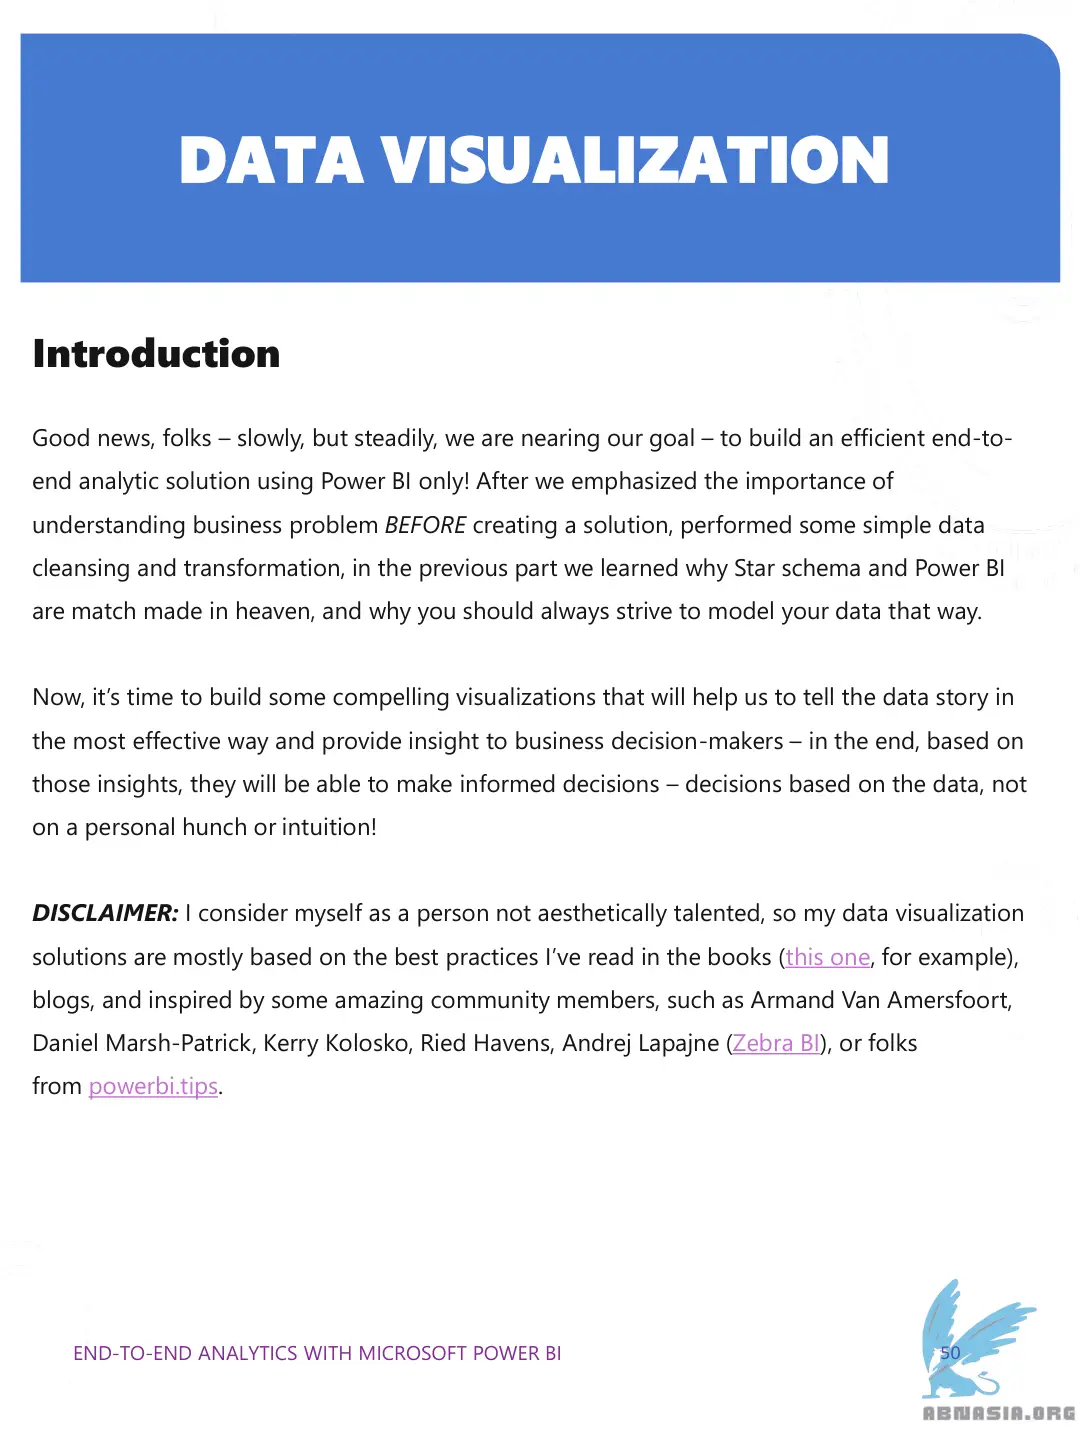 DATA VISUALIZATION
Introduction
Good news, folks – slowly, but steadily, we are nearing our goal – to build an efficient end-to-
end analytic solution using Power BI only! After we emphasized the importance of
understanding business problem BEFORE creating a solution, performed some simple data
cleansing and transformation, in the previous part we learned why Star schema and Power BI
are match made in heaven, and why you should always strive to model your data that way.
Now, it’s time to build some compelling visualizations that will help us to tell the data story in
the most effective way and provide insight to business decision-makers – in the end, based on
those insights, they will be able to make informed decisions – decisions based on the data, not
on a personal hunch or intuition!
DISCLAIMER: I consider myself as a person not aesthetically talented, so my data visualization
solutions are mostly based on the best practices I’ve read in the books (this one, for example),
blogs, and inspired by some amazing community members, such as Armand Van Amersfoort,
Daniel Marsh-Patrick, Kerry Kolosko, Ried Havens, Andrej Lapajne (Zebra BI), or folks
from powerbi.tips.
END-TO-END ANALYTICS WITH MICROSOFT POWER BI
50
ABNASIA.ORG